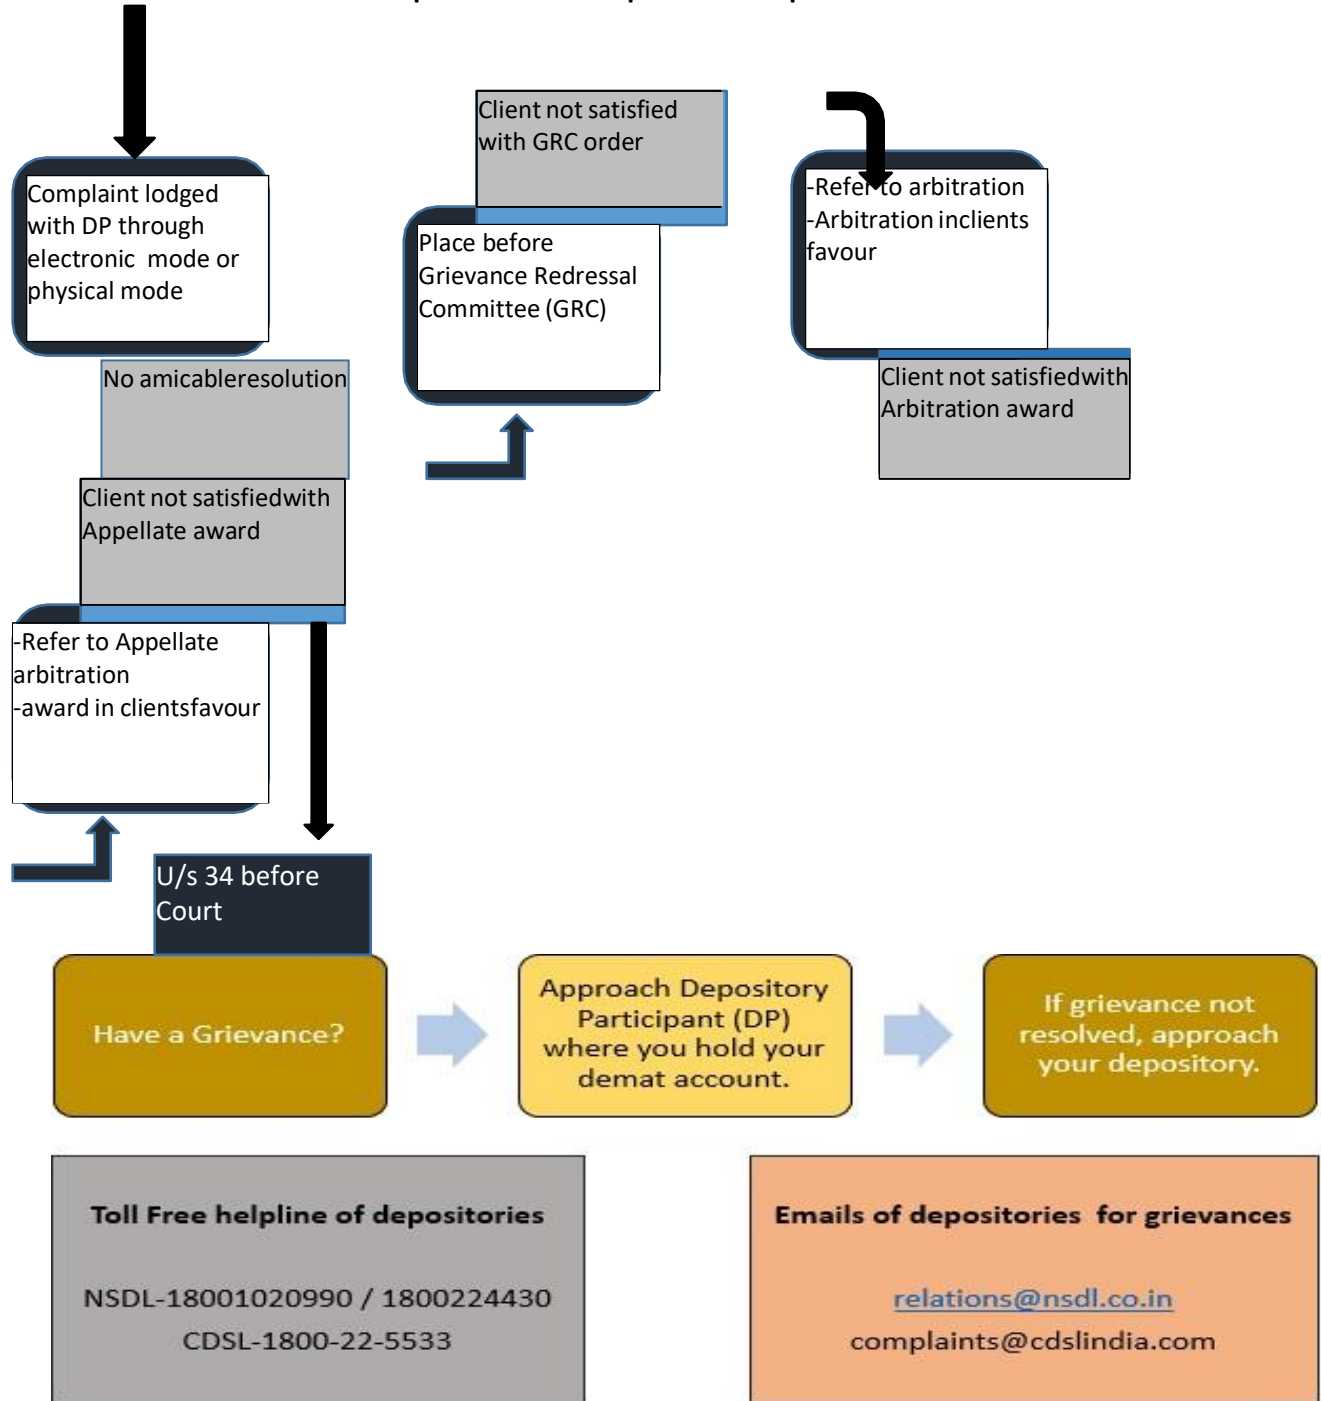 Complaint lodged
with DP through
electronic mode or
physical mode
No amicableresolution
Client not satisfied
with GRC order
Place before
Grievance Redressal
Committee (GRC)
-Refer to arbitration
-Arbitration inclients
favour
Client not satisfiedwith
Arbitration award
Client not satisfiedwith
Appellate award
-Refer to Appellate
arbitration
-award in clientsfavour
U/s 34 before
Court
Have a Grievance?
Approach Depository
Participant (DP)
where you hold your
demat account.
If grievance not
resolved, approach
your depository.
Toll Free helpline of depositories
NSDL-18001020990 / 1800224430
CDSL-1800-22-5533
Emails of depositories for grievances
relations@nsdl.co.in
complaints@cdslindia.com